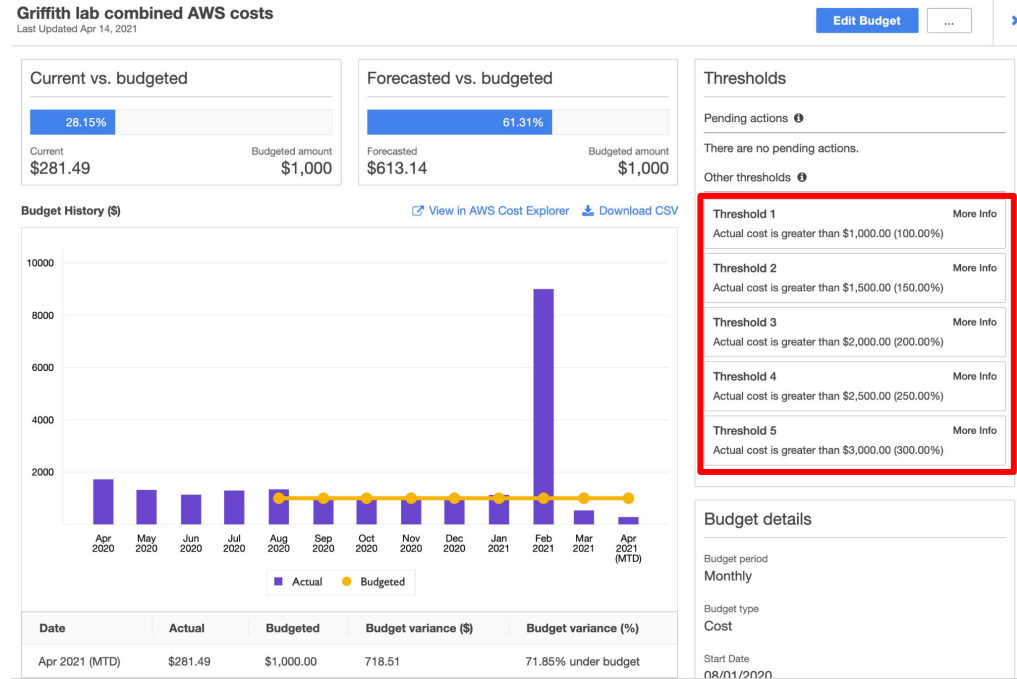 Griffith lab combined AWS costs
Last Updated Apr 14, 2021
Edit Budget
...
Current vs. budgeted
28.15%
Current
Budgeted amount
$281.49
$1,000
Forecasted vs. budgeted
61.31%
Forecasted
Budgeted amount
$613.14
$1,000
Budget History ($)
View in AWS Cost Explorer
Download CSV
10000
8000
6000
4000
2000
Apr 2020
May 2020
Jun 2020
Jul 2020
Aug 2020
Sep 2020
Oct 2020
Nov 2020
Dec 2020
Jan 2021
Feb 2021
Mar 2021
Apr 2021 (MTD)
Actual
Budgeted
Date Actual Budgeted Budget variance ($) Budget variance (%)
Apr 2021 (MTD) $281.49 $1,000.00 718.51 71.85% under budget
Thresholds
Pending actions
There are no pending actions.
Other thresholds
Threshold 1 More Info
Actual cost is greater than $1,000.00 (100.00%)
Threshold 2 More Info
Actual cost is greater than $1,500.00 (150.00%)
Threshold 3 More Info
Actual cost is greater than $2,000.00 (200.00%)
Threshold 4 More Info
Actual cost is greater than $2,500.00 (250.00%)
Threshold 5 More Info
Actual cost is greater than $3,000.00 (300.00%)
Budget details
Budget period
Monthly
Budget type
Cost
Start Date
08/01/2020